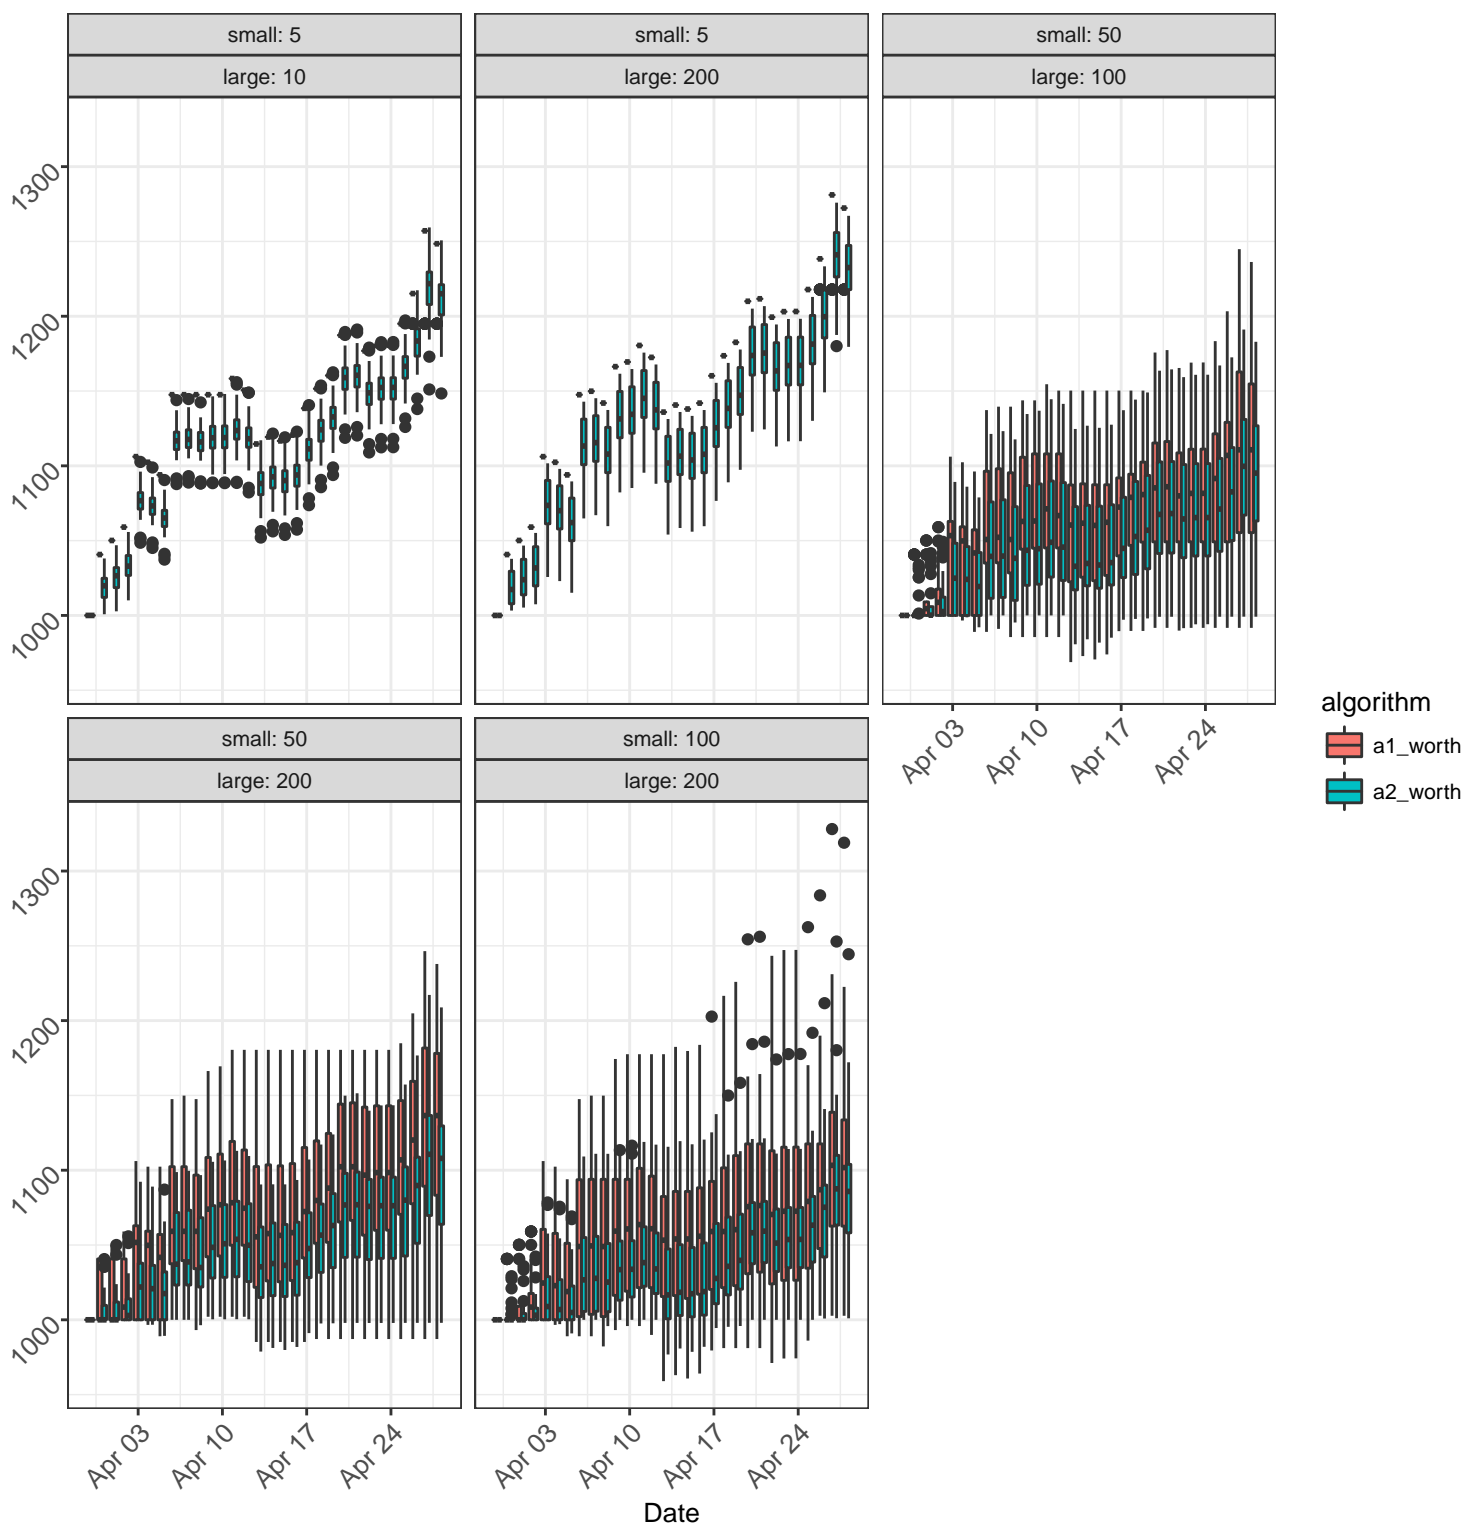 small: 5
large: 10
small: 5
large: 200
small: 50
large: 100
1300
1200
1100
1000
Apr 03
Apr 10
Apr 17
Apr 24
small: 50
large: 200
small: 100
large: 200
1300
1200
1100
1000
Apr 03
Apr 10
Apr 17
Apr 24
Apr 03
Apr 10
Apr 17
Apr 24
Date
algorithm
a1_worth
a2_worth